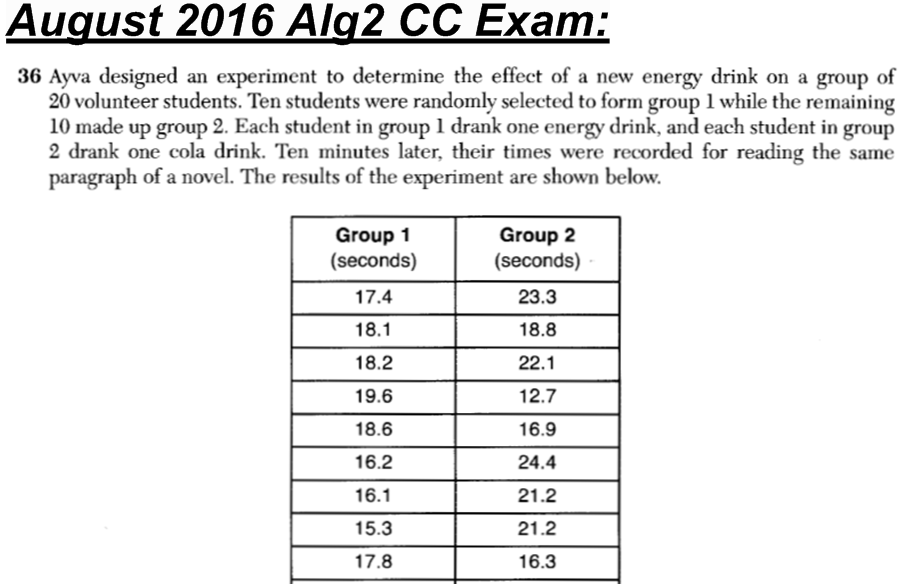 August 2016 Alg2 CC Exam:
36 Ayva designed an experiment to determine the effect of a new energy drink on a group of
20 volunteer students. Ten students were randomly selected to form group 1 while the remaining
10 made up group 2. Each student in group 1 drank one energy drink, and each student in group
2 drank one cola drink. Ten minutes later, their times were recorded for reading the same
paragraph of a novel. The results of the experiment are shown below.
Group 1 Group 2
(seconds) (seconds)
17.4 23.3
18.1 18.8
18.2 22.1
19.6 12.7
18.6 16.9
16.2 24.4
16.1 21.2
15.3 21.2
17.8 16.3